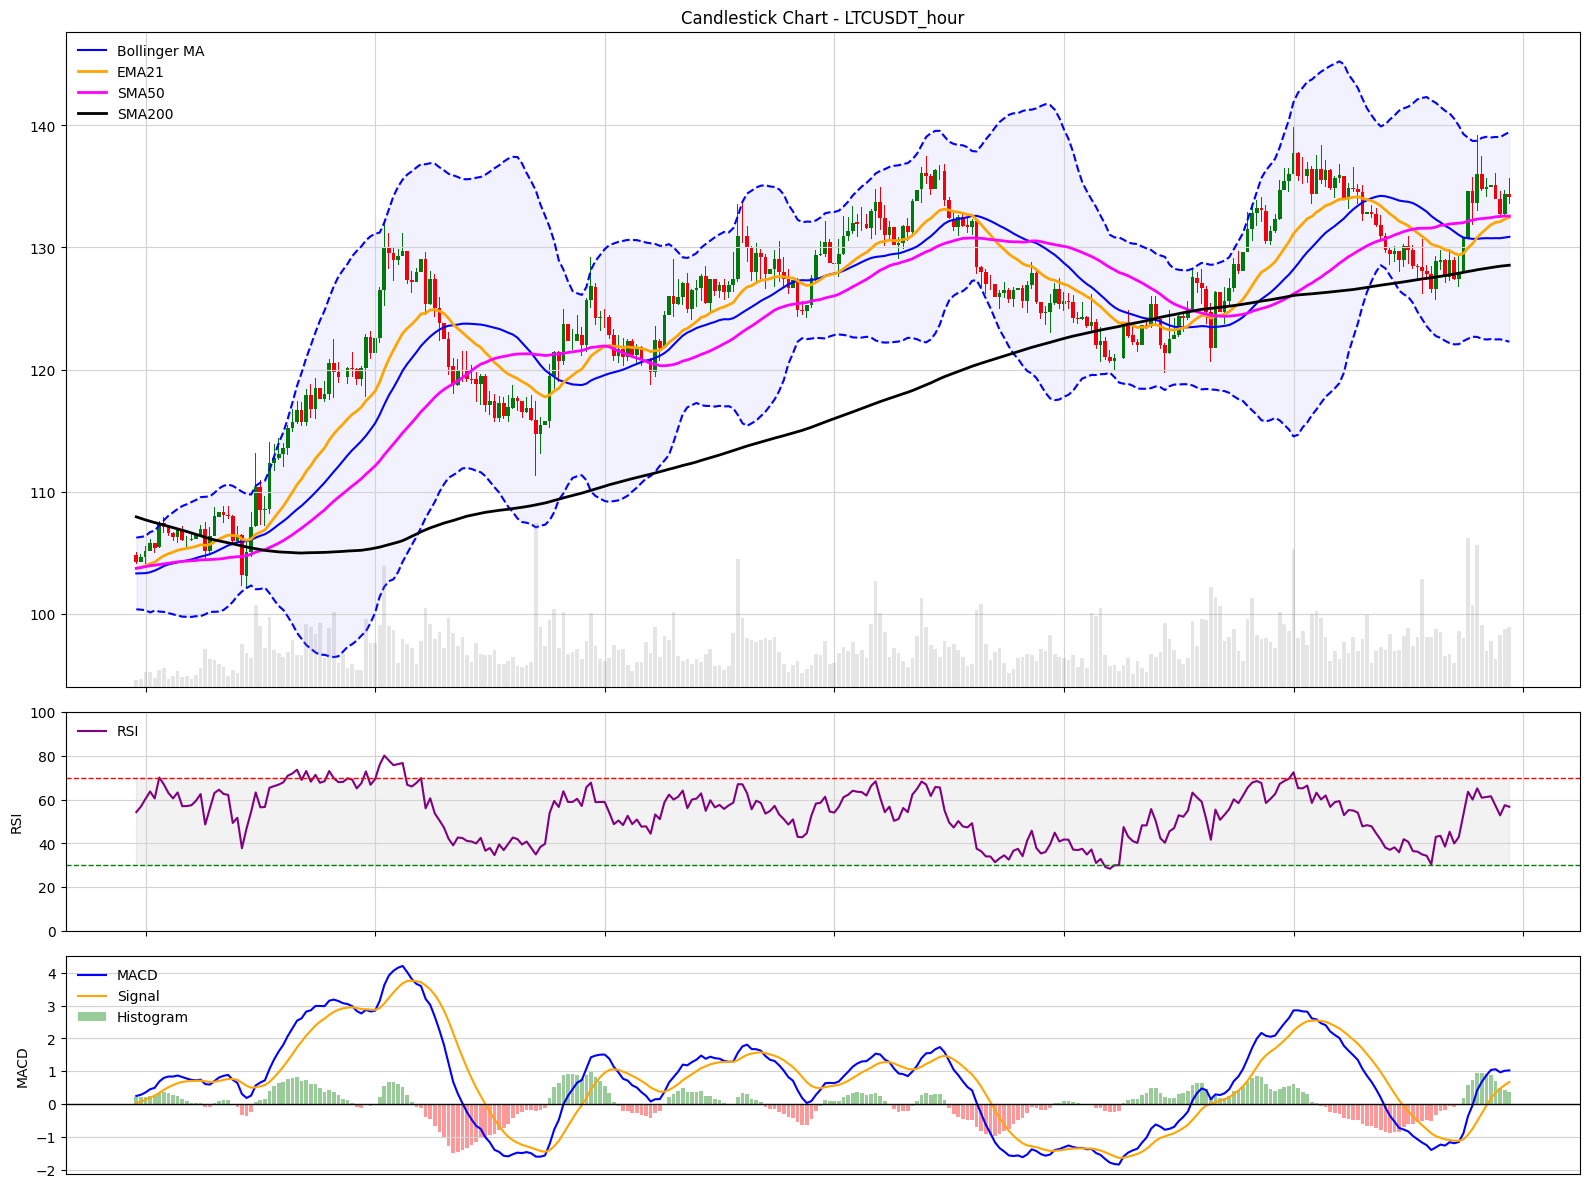 Candlestick Chart - LTCUSDT_hour
Bollinger MA
EMA21
SMA50
SMA200
140
130
120
110
100
100
RSI
80
60
RSI
40
20
0
MACD
4
Signal
3
Histogram
2
MACD
1
0
−1
−2